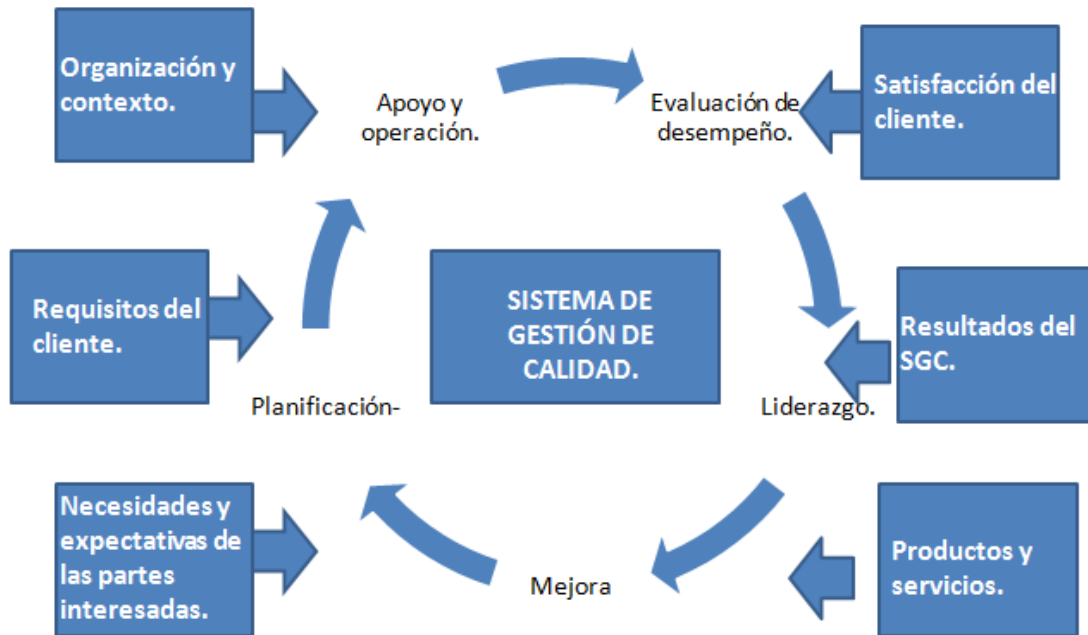 Organización y
contexto.
Apoyo y
operación.
Evaluación de
desempeño.
Satisfacción del
cliente.
Requisitos del
cliente.
SISTEMA DE
GESTIÓN DE
CALIDAD.
Resultados del
SGC.
Planificación-
Liderazgo.
Necesidades y
expectativas de
las partes
interesadas.
Mejora
Productos y
servicios.